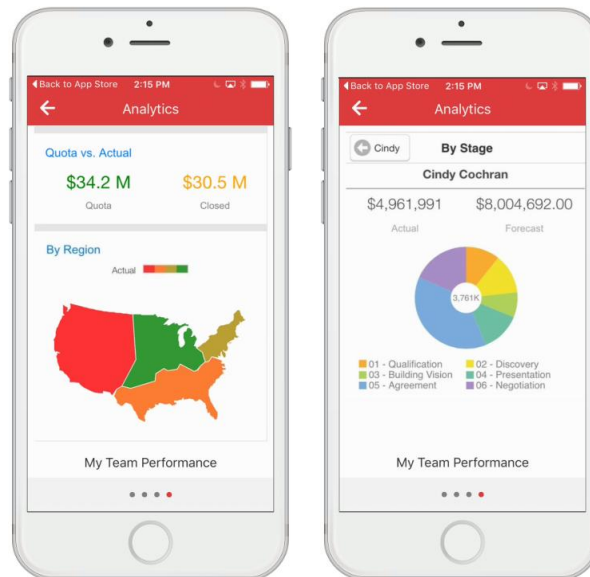 Back to App Store 2:15 PM
Analytics
Quota vs. Actual
$34.2 M $30.5 M
Quota Closed
By Region
Actual
My Team Performance
Back to App Store 2:15 PM
Analytics
Cindy By Stage
Cindy Cochran
$4,961,991 $8,004,692.00
Actual Forecast
3,761K
01 - Qualification 02 - Discovery
03 - Building Vision 04 - Presentation
05 - Agreement 06 - Negotiation
My Team Performance